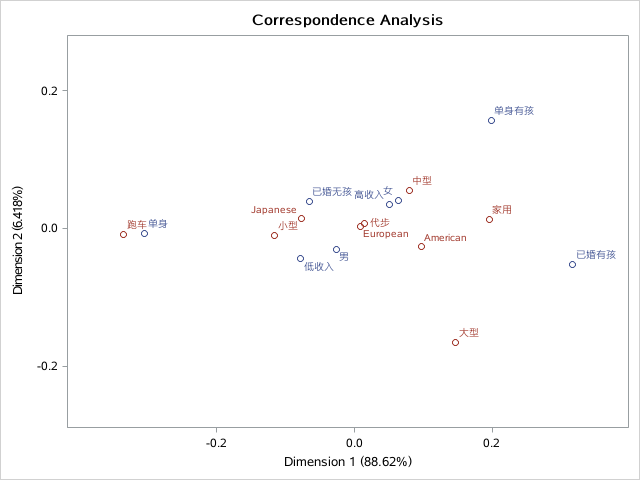 Correspondence Analysis
0.2
单身有孩
中型
已婚无孩
高收入
女
Japanese
家用
跑车
单身
小型
代步
0.0
European
American
男
低收入
已婚有孩
大型
-0.2
Dimension 2 (6.418%)
-0.2
0.0
0.2
Dimension 1 (88.62%)